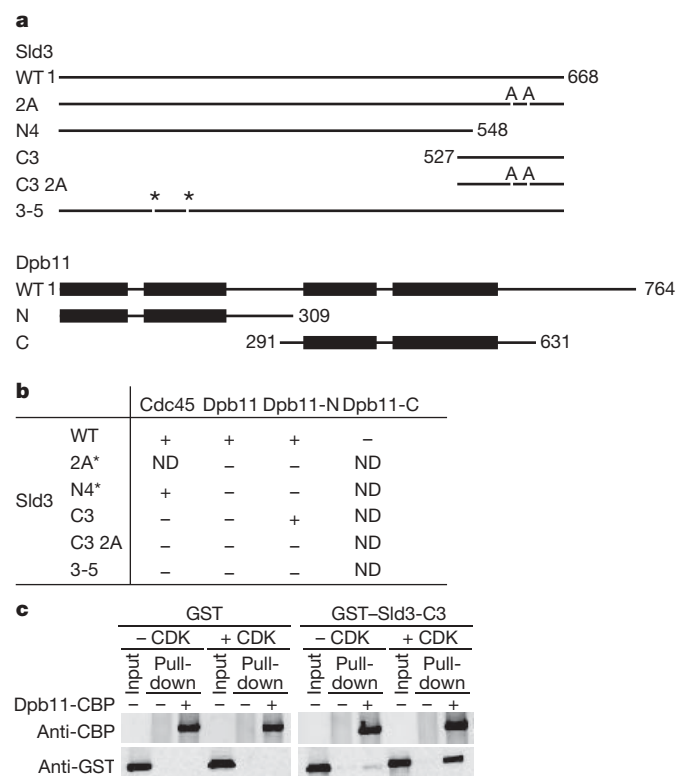 a
Sld3
WT 1 668
2A A A
N4 548
C3 527
C3 2A A A
3-5 * *
Dpb11
WT 1 764
N 309
C 291 631
b
Cdc45 Dpb11 Dpb11-N Dpb11-C
Sld3
WT + + + –
2A* ND – – ND
N4* + – – ND
C3 – – + ND
C3 2A – – – ND
3-5 – – – ND
c
GST GST–Sld3-C3
– CDK + CDK – CDK + CDK
Input Pull-down Input Pull-down Input Pull-down Input Pull-down
Dpb11-CBP – – + – – + – – + – – +
Anti-CBP
Anti-GST